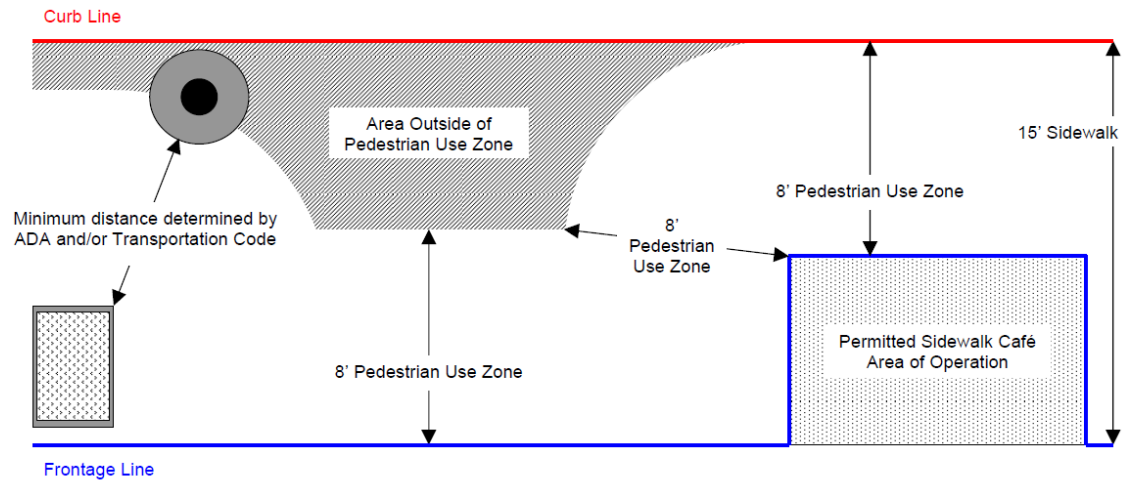 Curb Line
Area Outside of
Pedestrian Use Zone
15’ Sidewalk
8’ Pedestrian Use Zone
Minimum distance determined by
ADA and/or Transportation Code
8’
Pedestrian
Use Zone
Permitted Sidewalk Café
Area of Operation
8’ Pedestrian Use Zone
Frontage Line